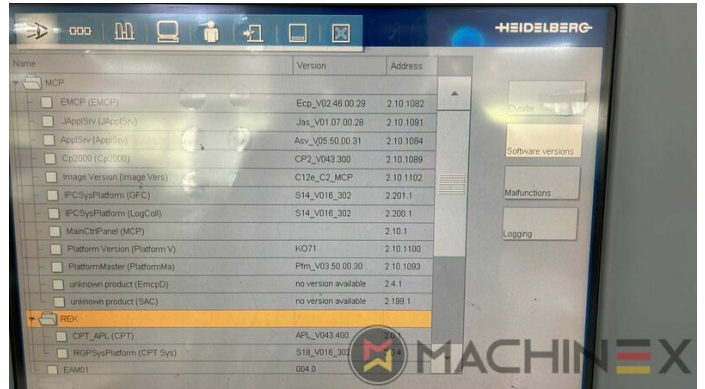 HEIDELBERG
Name Version Address
MCP
EMCP (EMCP) Ecp_V02.46.00.29 2.10.1082
JApplSrv (JApplSrv) Jas_V01.07.00.28 2.10.1091
ApplSrv (ApplSrv) Asv_V05.50.00.31 2.10.1084
Cp2000 (Cp2000) CP2_V043.300 2.10.1089
Image Version (Image Vers) C12e_C2_MCP 2.10.1102
IPCSysPlatform (GFC) S14_V016_302 2.201.1
IPCSysPlatform (LogColl) S14_V016_302 2.200.1
MainCtrlPanel (MCP) 2.10.1
Platform Version (Platform V) KO71 2.10.1100
PlatformMaster (PlatformMa) Pfm_V03.50.00.30 2.10.1093
unknown product (EmcpD) no version available 2.4.1
unknown product (SAC) no version available 2.199.1
REK
CPT_APL (CPT) APL_V043.400 2.0.1
RGPSysPlatform (CPT Sys) S18_V016_302
EAM01 004.0
Software versions
Malfunctions
Logging
MACHINEX